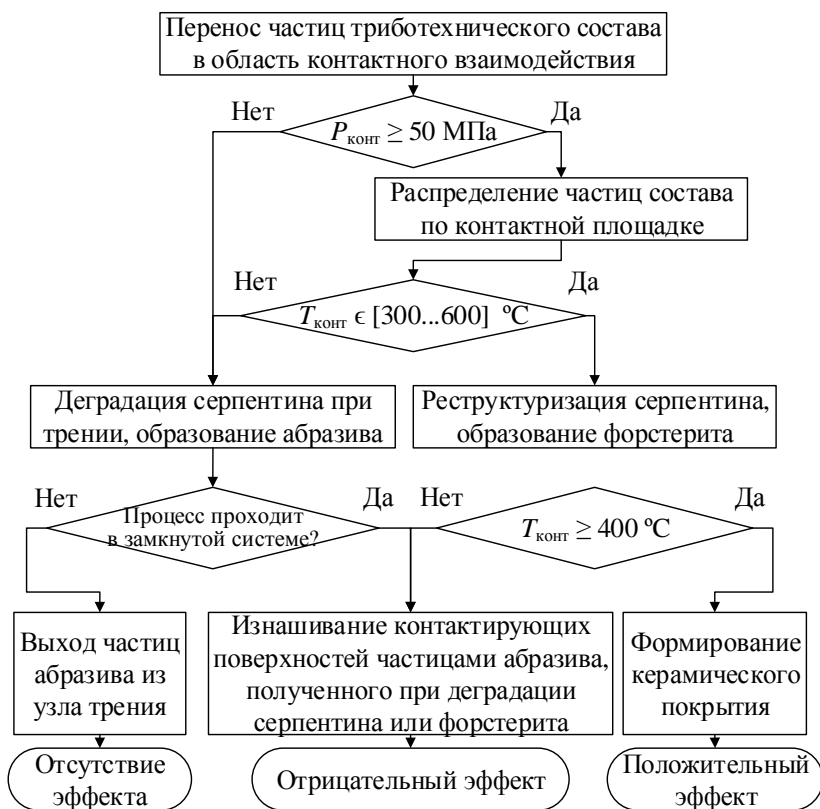 Перенос частиц триботехнического состава
в область контактного взаимодействия
Нет
Да
Pконт ≥ 50 МПа
Распределение частиц состава
по контактной площадке
Нет
Да
Tконт ϵ [300...600] ºС
Деградация серпентина при
трении, образование абразива
Реструктуризация серпентина,
образование форстерита
Нет
Да
Нет
Да
Процесс проходит
в замкнутой системе?
Tконт ≥ 400 ºС
Выход частиц
абразива из
узла трения
Изнашивание контактирующих
поверхностей частицами абразива,
полученного при деградации
серпентина или форстерита
Формирование
керамического
покрытия
Отсутствие
эффекта
Отрицательный эффект
Положительный
эффект